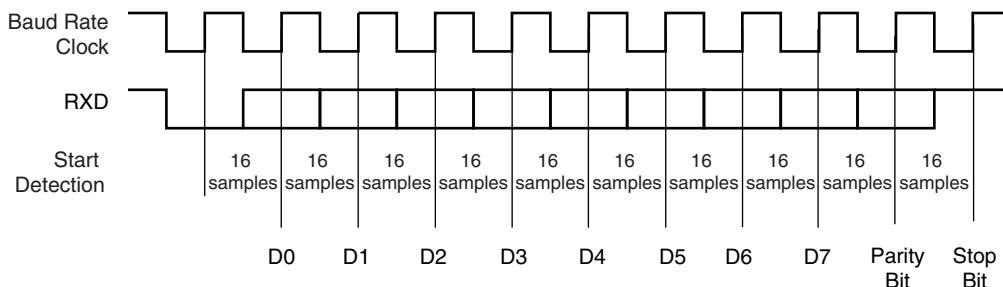 Baud Rate
Clock
RXD
Start
Detection
16 16 16 16 16 16 16 16 16 16
samples samples samples samples samples samples samples samples samples samples
D0 D1 D2 D3 D4 D5 D6 D7 Parity Stop
Bit Bit